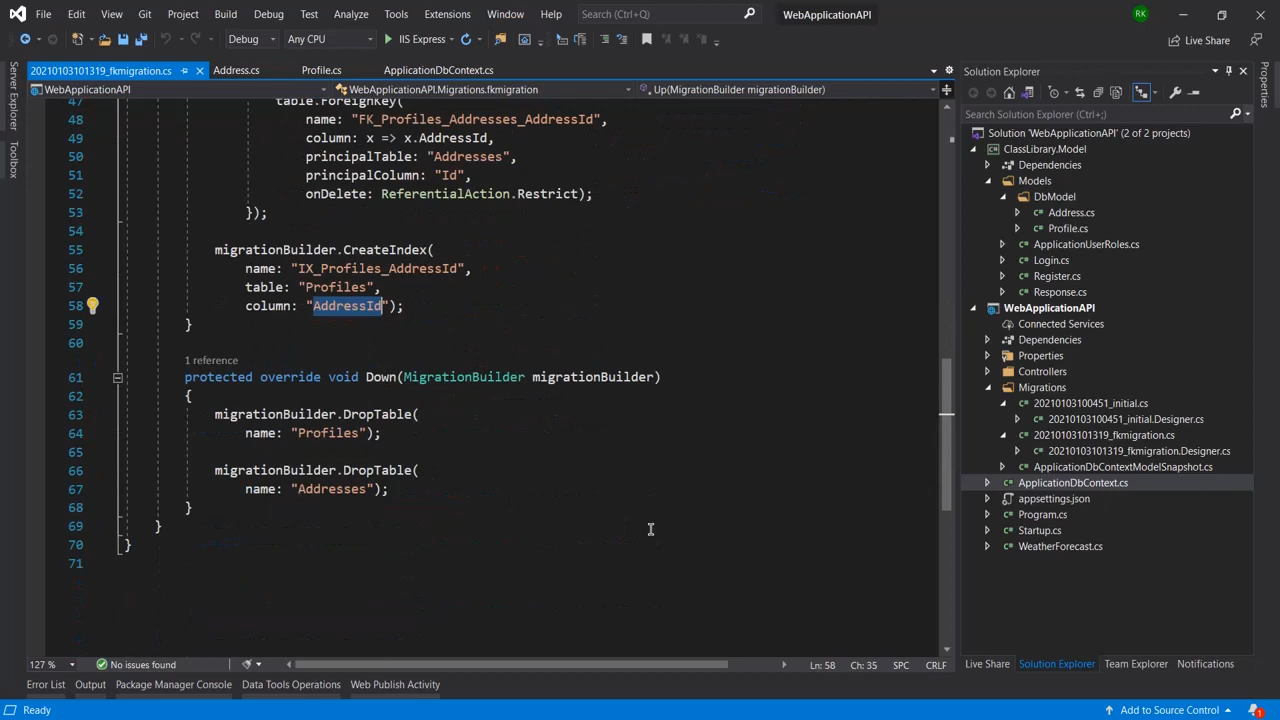 File Edit View Git Project Build Debug Test Analyze Tools Extensions Window Help Search (Ctrl+Q) WebApplicationAPI RK
Debug Any CPU IIS Express Live Share
20210103101319_fkmigration.cs Address.cs Profile.cs ApplicationDbContext.cs
WebApplicationAPI WebApplicationAPI.Migrations.fkmigration Up(MigrationBuilder migrationBuilder)
Server Explorer
Toolbox
47 table.ForeignKey(
48 name: "FK_Profiles_Addresses_AddressId",
49 column: x => x.AddressId,
50 principalTable: "Addresses",
51 principalColumn: "Id",
52 onDelete: ReferentialAction.Restrict);
53 });
54
55 migrationBuilder.CreateIndex(
56 name: "IX_Profiles_AddressId",
57 table: "Profiles",
58 column: "AddressId");
59 }
60
1 reference
61 protected override void Down(MigrationBuilder migrationBuilder)
62 {
63 migrationBuilder.DropTable(
64 name: "Profiles");
65
66 migrationBuilder.DropTable(
67 name: "Addresses");
68 }
69 }
70 }
71
127 % No issues found Ln: 58 Ch: 35 SPC CRLF
Solution Explorer
Search Solution Explorer (Ctrl+;)
Solution 'WebApplicationAPI' (2 of 2 projects)
ClassLibrary.Model
Dependencies
Models
DbModel
Address.cs
Profile.cs
ApplicationUserRoles.cs
Login.cs
Register.cs
Response.cs
WebApplicationAPI
Connected Services
Dependencies
Properties
Controllers
Migrations
20210103100451_initial.cs
20210103100451_initial.Designer.cs
20210103101319_fkmigration.cs
20210103101319_fkmigration.Designer.cs
ApplicationDbContextModelSnapshot.cs
ApplicationDbContext.cs
appsettings.json
Program.cs
Startup.cs
WeatherForecast.cs
Live Share Solution Explorer Team Explorer Notifications
Properties
Error List Output Package Manager Console Data Tools Operations Web Publish Activity
Ready Add to Source Control 1